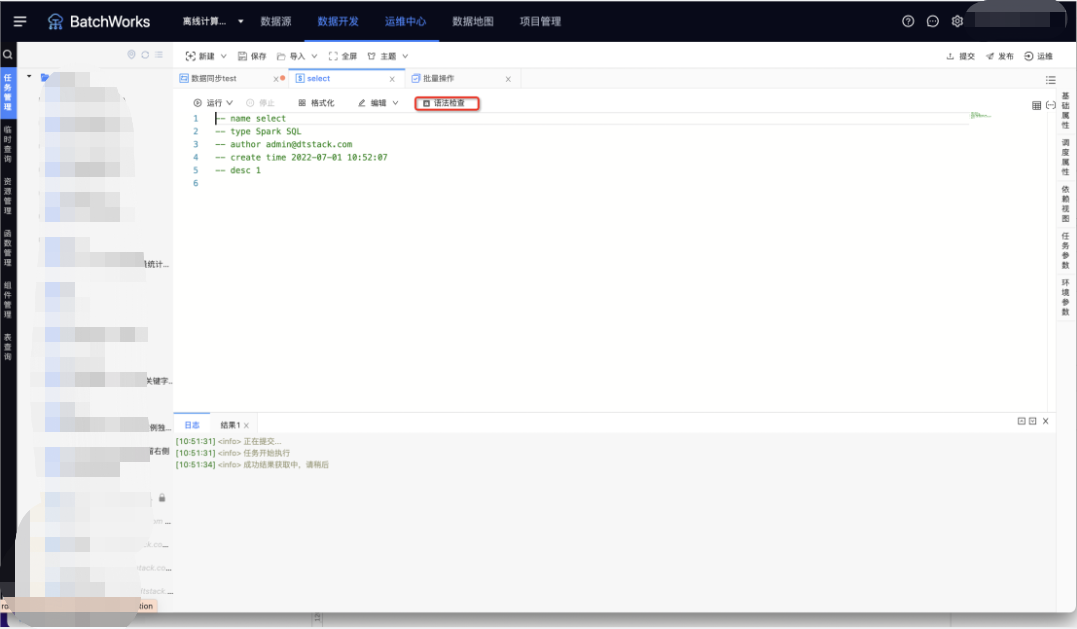 BatchWorks 离线计算... 数据源 数据开发 运维中心 数据地图 项目管理
新建 保存 导入 全屏 主题 提交 发布 运维
任务管理
临时查询
资源管理
函数管理
组件管理
表查询
统计...
关键字..
例独...
右侧
om ...
.k.co...
tack.co...
dtstack....
tion
数据同步test × select × 批量操作 ×
运行 停止 格式化 编辑 语法检查
1 -- name select
2 -- type Spark SQL
3 -- author admin@dtstack.com
4 -- create time 2022-07-01 10:52:07
5 -- desc 1
6
基础属性
调度属性
依赖视图
任务参数
环境参数
日志 结果1 ×
[10:51:31] <info> 正在提交...
[10:51:31] <info> 任务开始执行
[10:51:34] <info> 成功结果获取中，请稍后